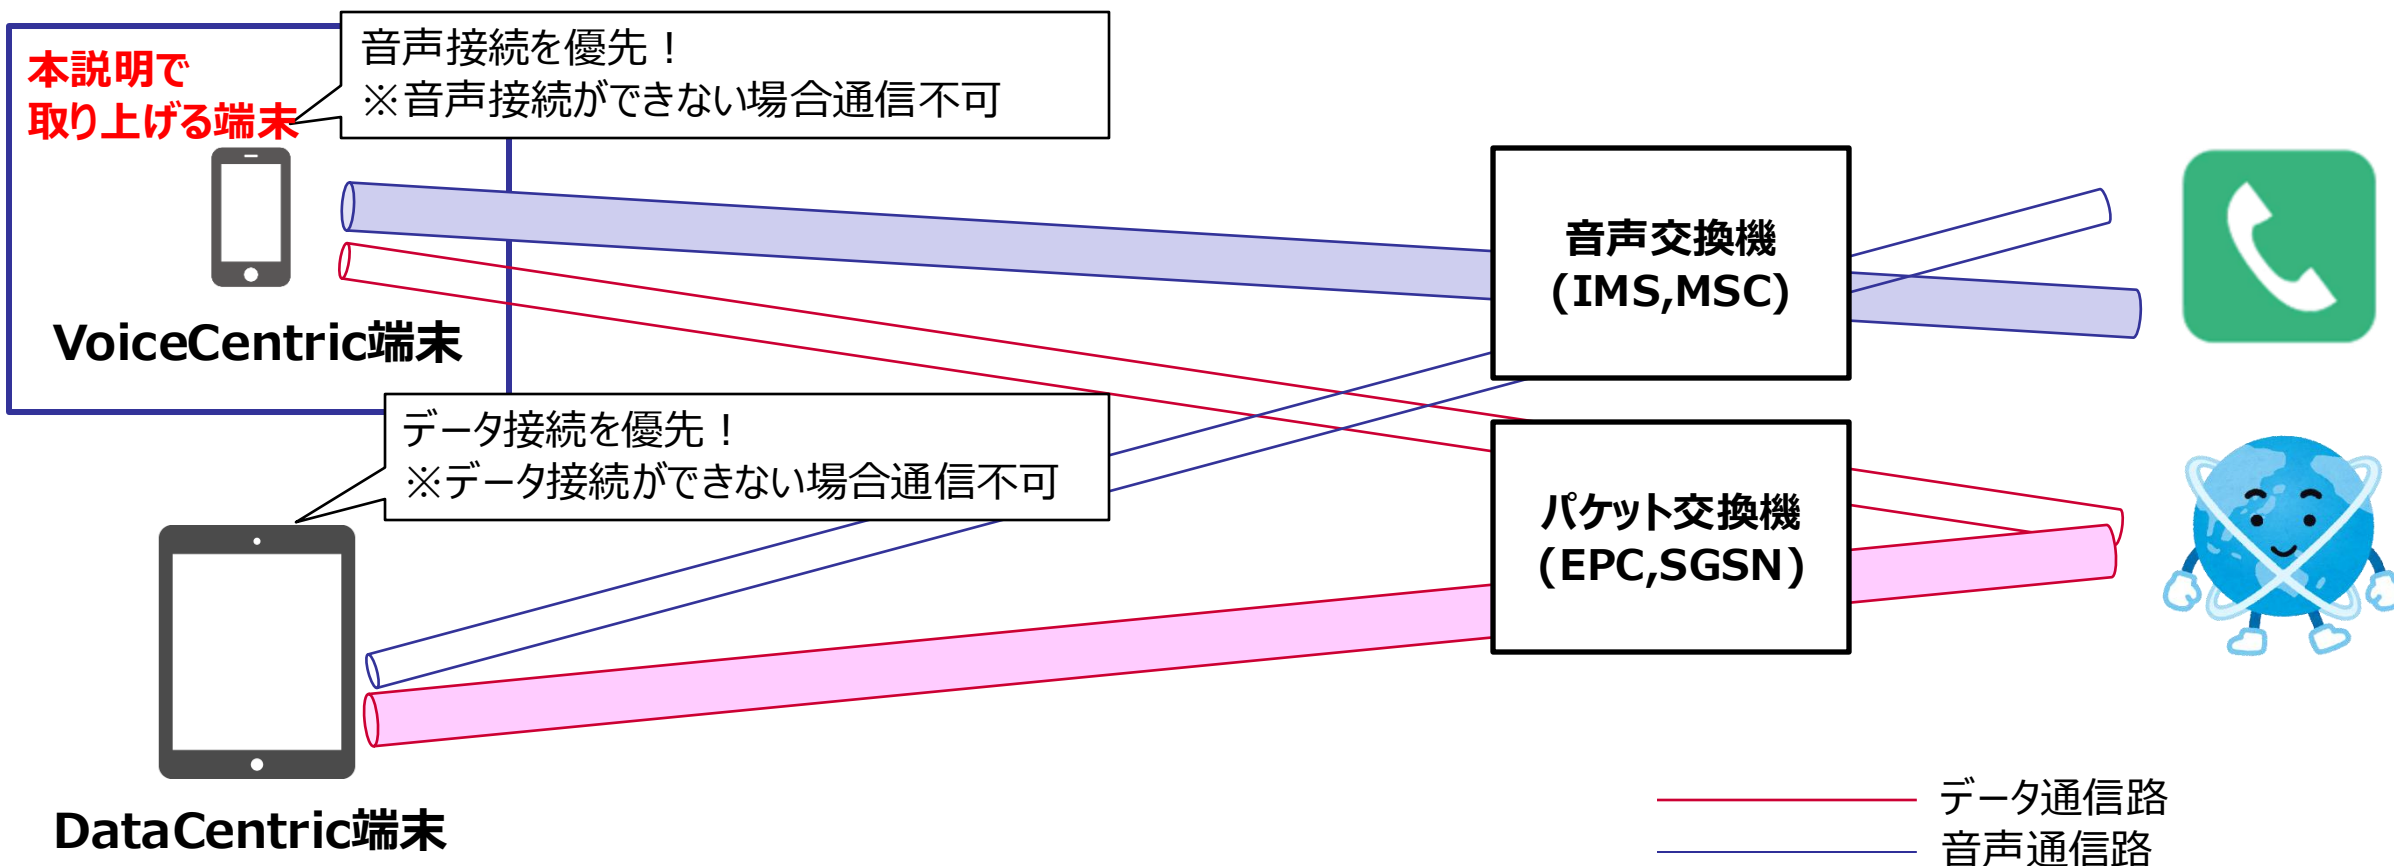 本説明で
取り上げる端末
音声接続を優先！
※音声接続ができない場合通信不可
VoiceCentric端末
音声交換機
(IMS,MSC)
データ接続を優先！
※データ接続ができない場合通信不可
パケット交換機
(EPC,SGSN)
DataCentric端末
データ通信路
音声通信路